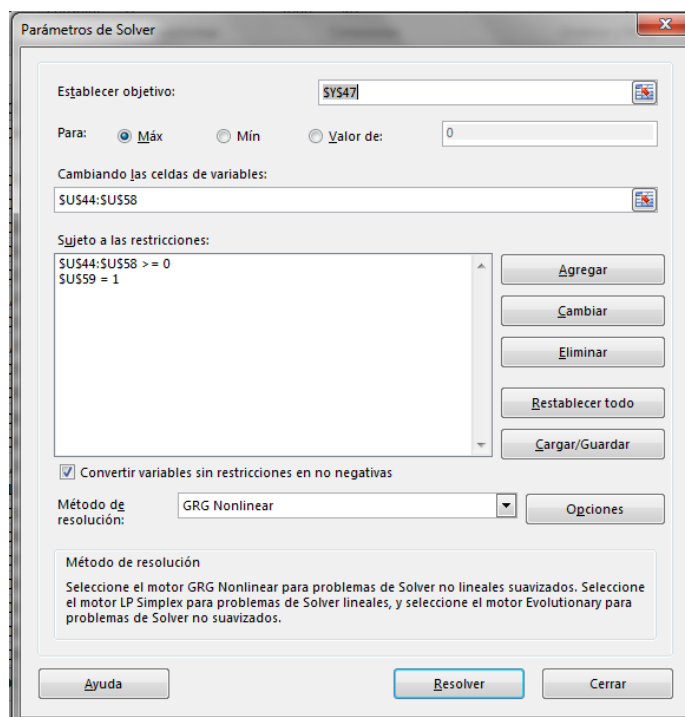 Parámetros de Solver
Establecer objetivo:
$Y$47
Para:
Máx
Mín
Valor de:
0
Cambiando las celdas de variables:
$U$44:$U$58
Sujeto a las restricciones:
$U$44:$U$58 >= 0
$U$59 = 1
Agregar
Cambiar
Eliminar
Restablecer todo
Cargar/Guardar
Convertir variables sin restricciones en no negativas
Método de
resolución:
GRG Nonlinear
Opciones
Método de resolución
Seleccione el motor GRG Nonlinear para problemas de Solver no lineales suavizados. Seleccione
el motor LP Simplex para problemas de Solver lineales, y seleccione el motor Evolutionary para
problemas de Solver no suavizados.
Ayuda
Resolver
Cerrar